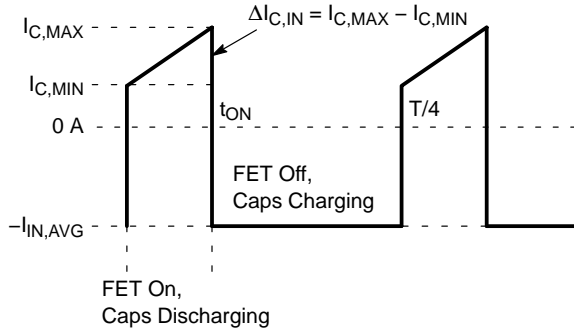 I_C,MAX
ΔI_C,IN = I_C,MAX – I_C,MIN
I_C,MIN
t_ON
T/4
0 A
FET Off,
Caps Charging
–I_IN,AVG
FET On,
Caps Discharging